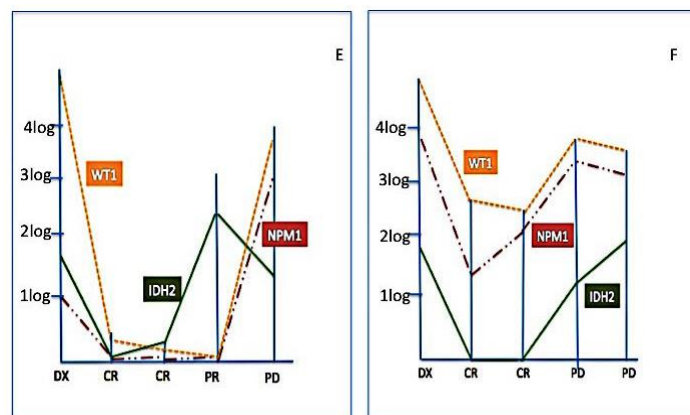 E
4log
3log
WT1
2log
NPM1
IDH2
1log
DX CR CR PR PD
F
4log
WT1
3log
NPM1
2log
IDH2
1log
DX CR CR PD PD